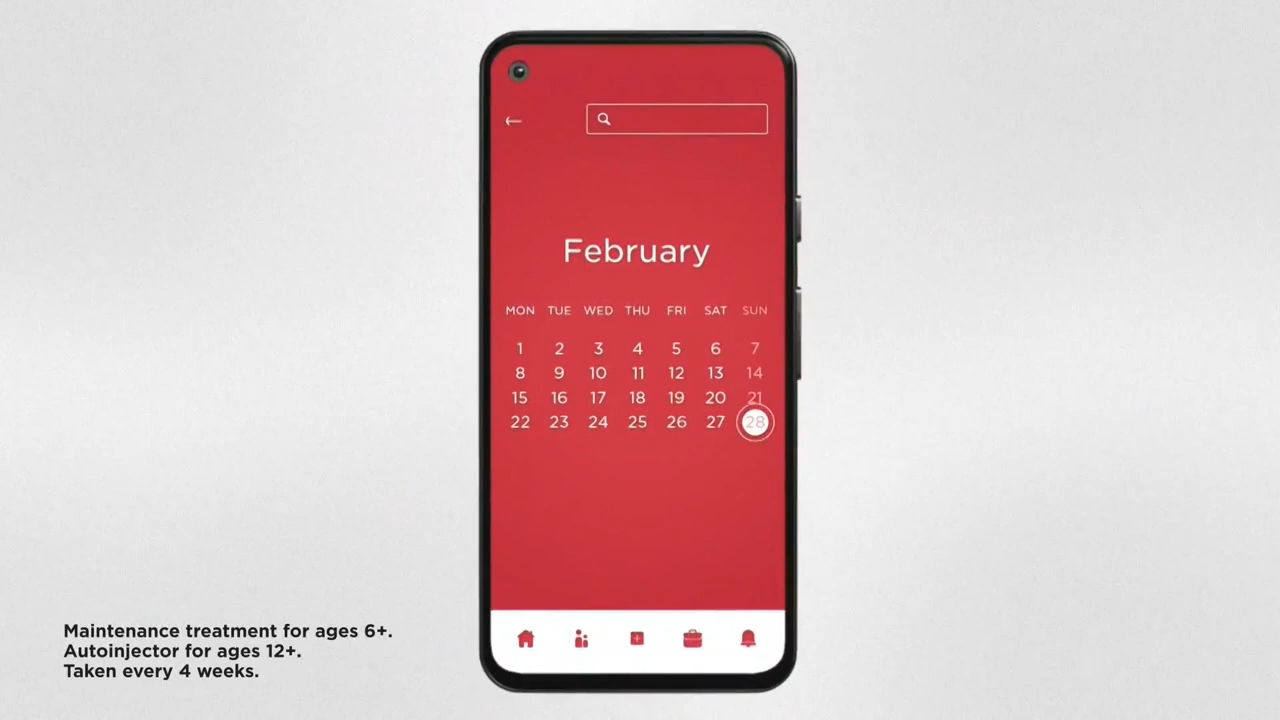 February
MON TUE WED THU FRI SAT SUN
1 2 3 4 5 6 7
8 9 10 11 12 13 14
15 16 17 18 19 20 21
22 23 24 25 26 27 28
Maintenance treatment for ages 6+.
Autoinjector for ages 12+.
Taken every 4 weeks.